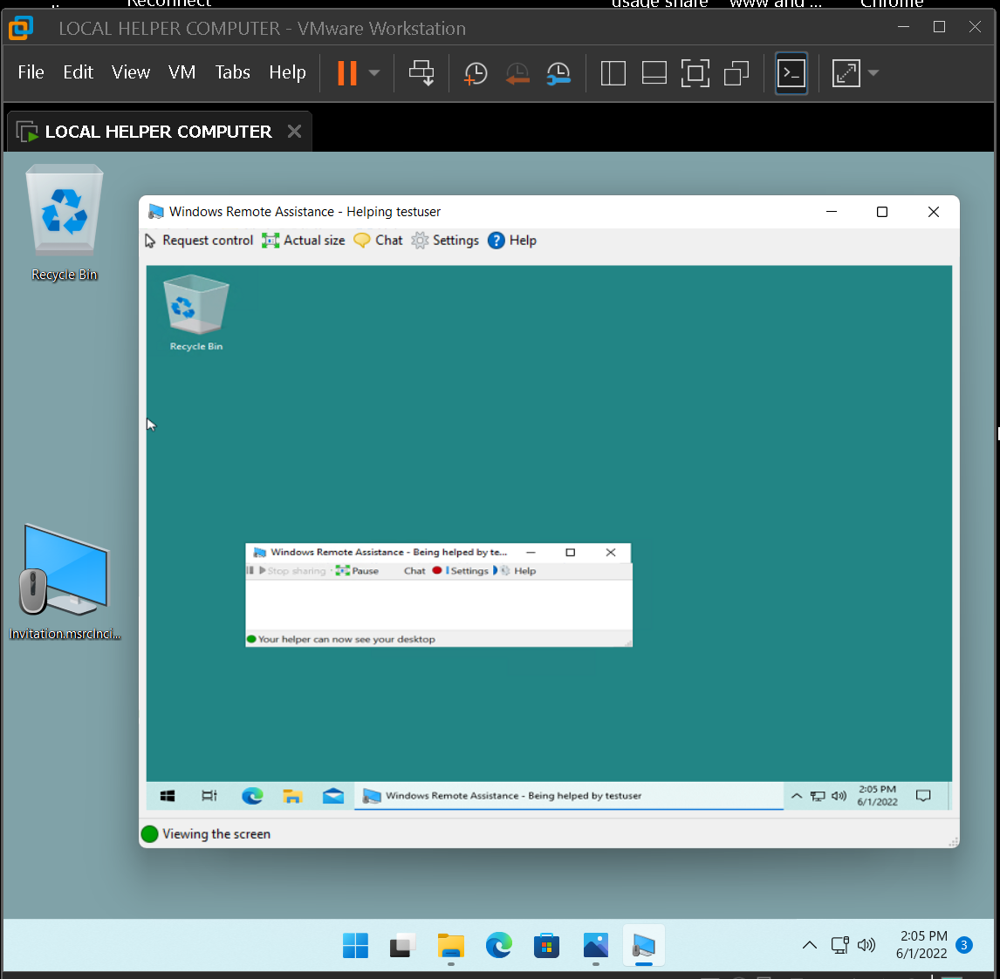 Reconnect
usage share www and ... Chrome
LOCAL HELPER COMPUTER - VMware Workstation
File Edit View VM Tabs Help
LOCAL HELPER COMPUTER
Recycle Bin
Windows Remote Assistance - Helping testuser
Request control Actual size Chat Settings ? Help
Recycle Bin
Windows Remote Assistance - Being helped by te...
Stop sharing Pause Chat Settings Help
Your helper can now see your desktop
Invitation.msrcInci...
Windows Remote Assistance - Being helped by testuser
2:05 PM
6/1/2022
Viewing the screen
2:05 PM
6/1/2022
3